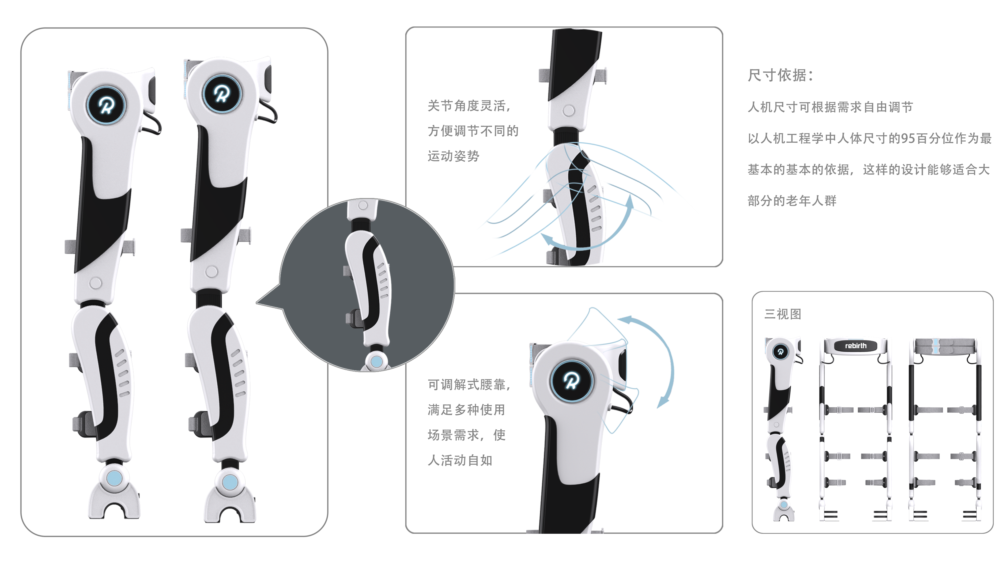 关节角度灵活,
方便调节不同的
运动姿势
可调解式腰靠,
满足多种使用
场景需求, 使
人活动自如
尺寸依据:
人机尺寸可根据需求自由调节
以人机工程学中人体尺寸的95百分位作为最
基本的基本的依据, 这样的设计能够适合大
部分的老年人群
三视图
rebirth